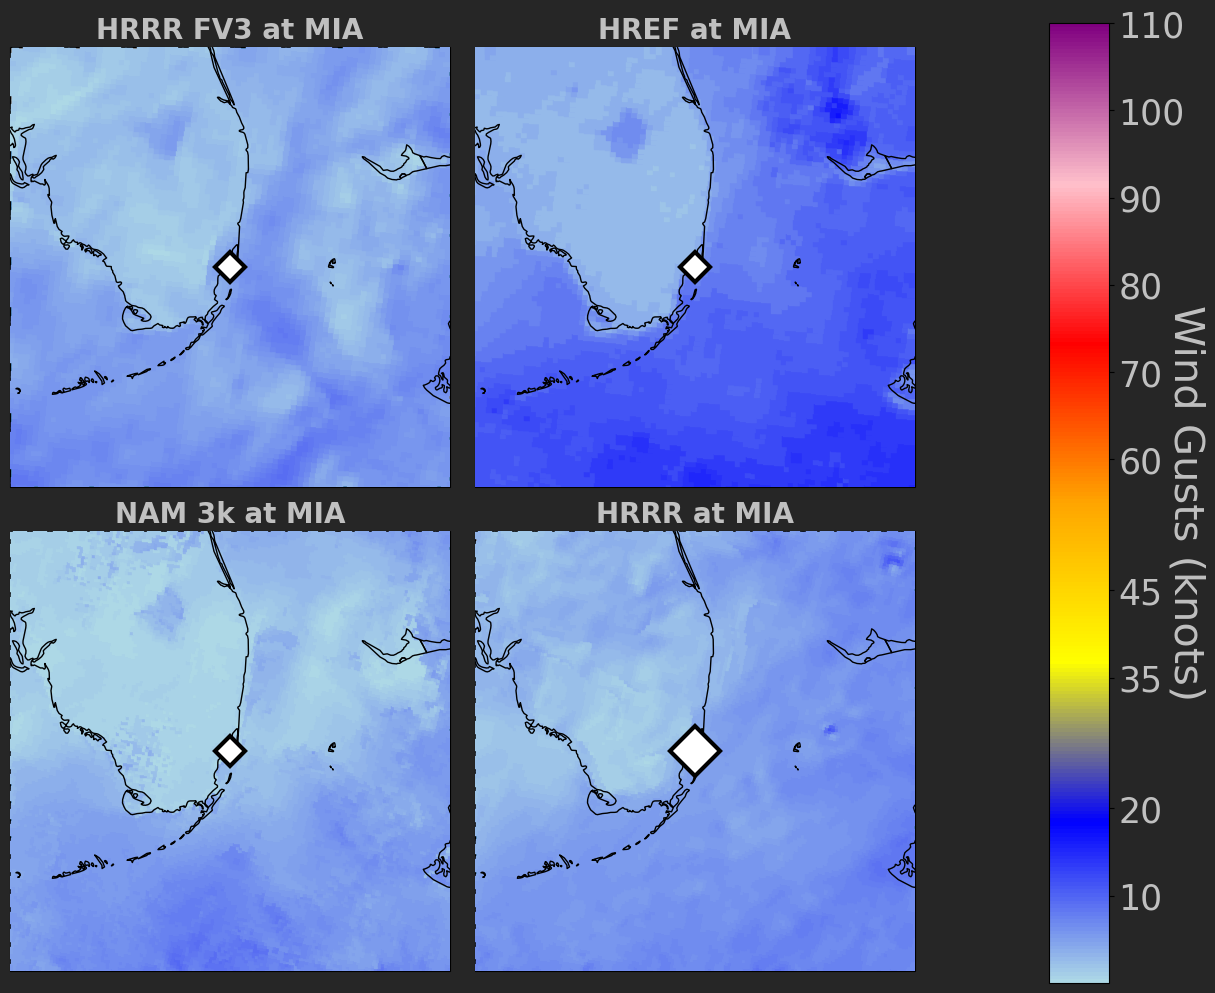 HRRR FV3 at MIA
HREF at MIA
NAM 3k at MIA
HRRR at MIA
110
100
90
80
70
60
45
35
20
10
Wind Gusts (knots)